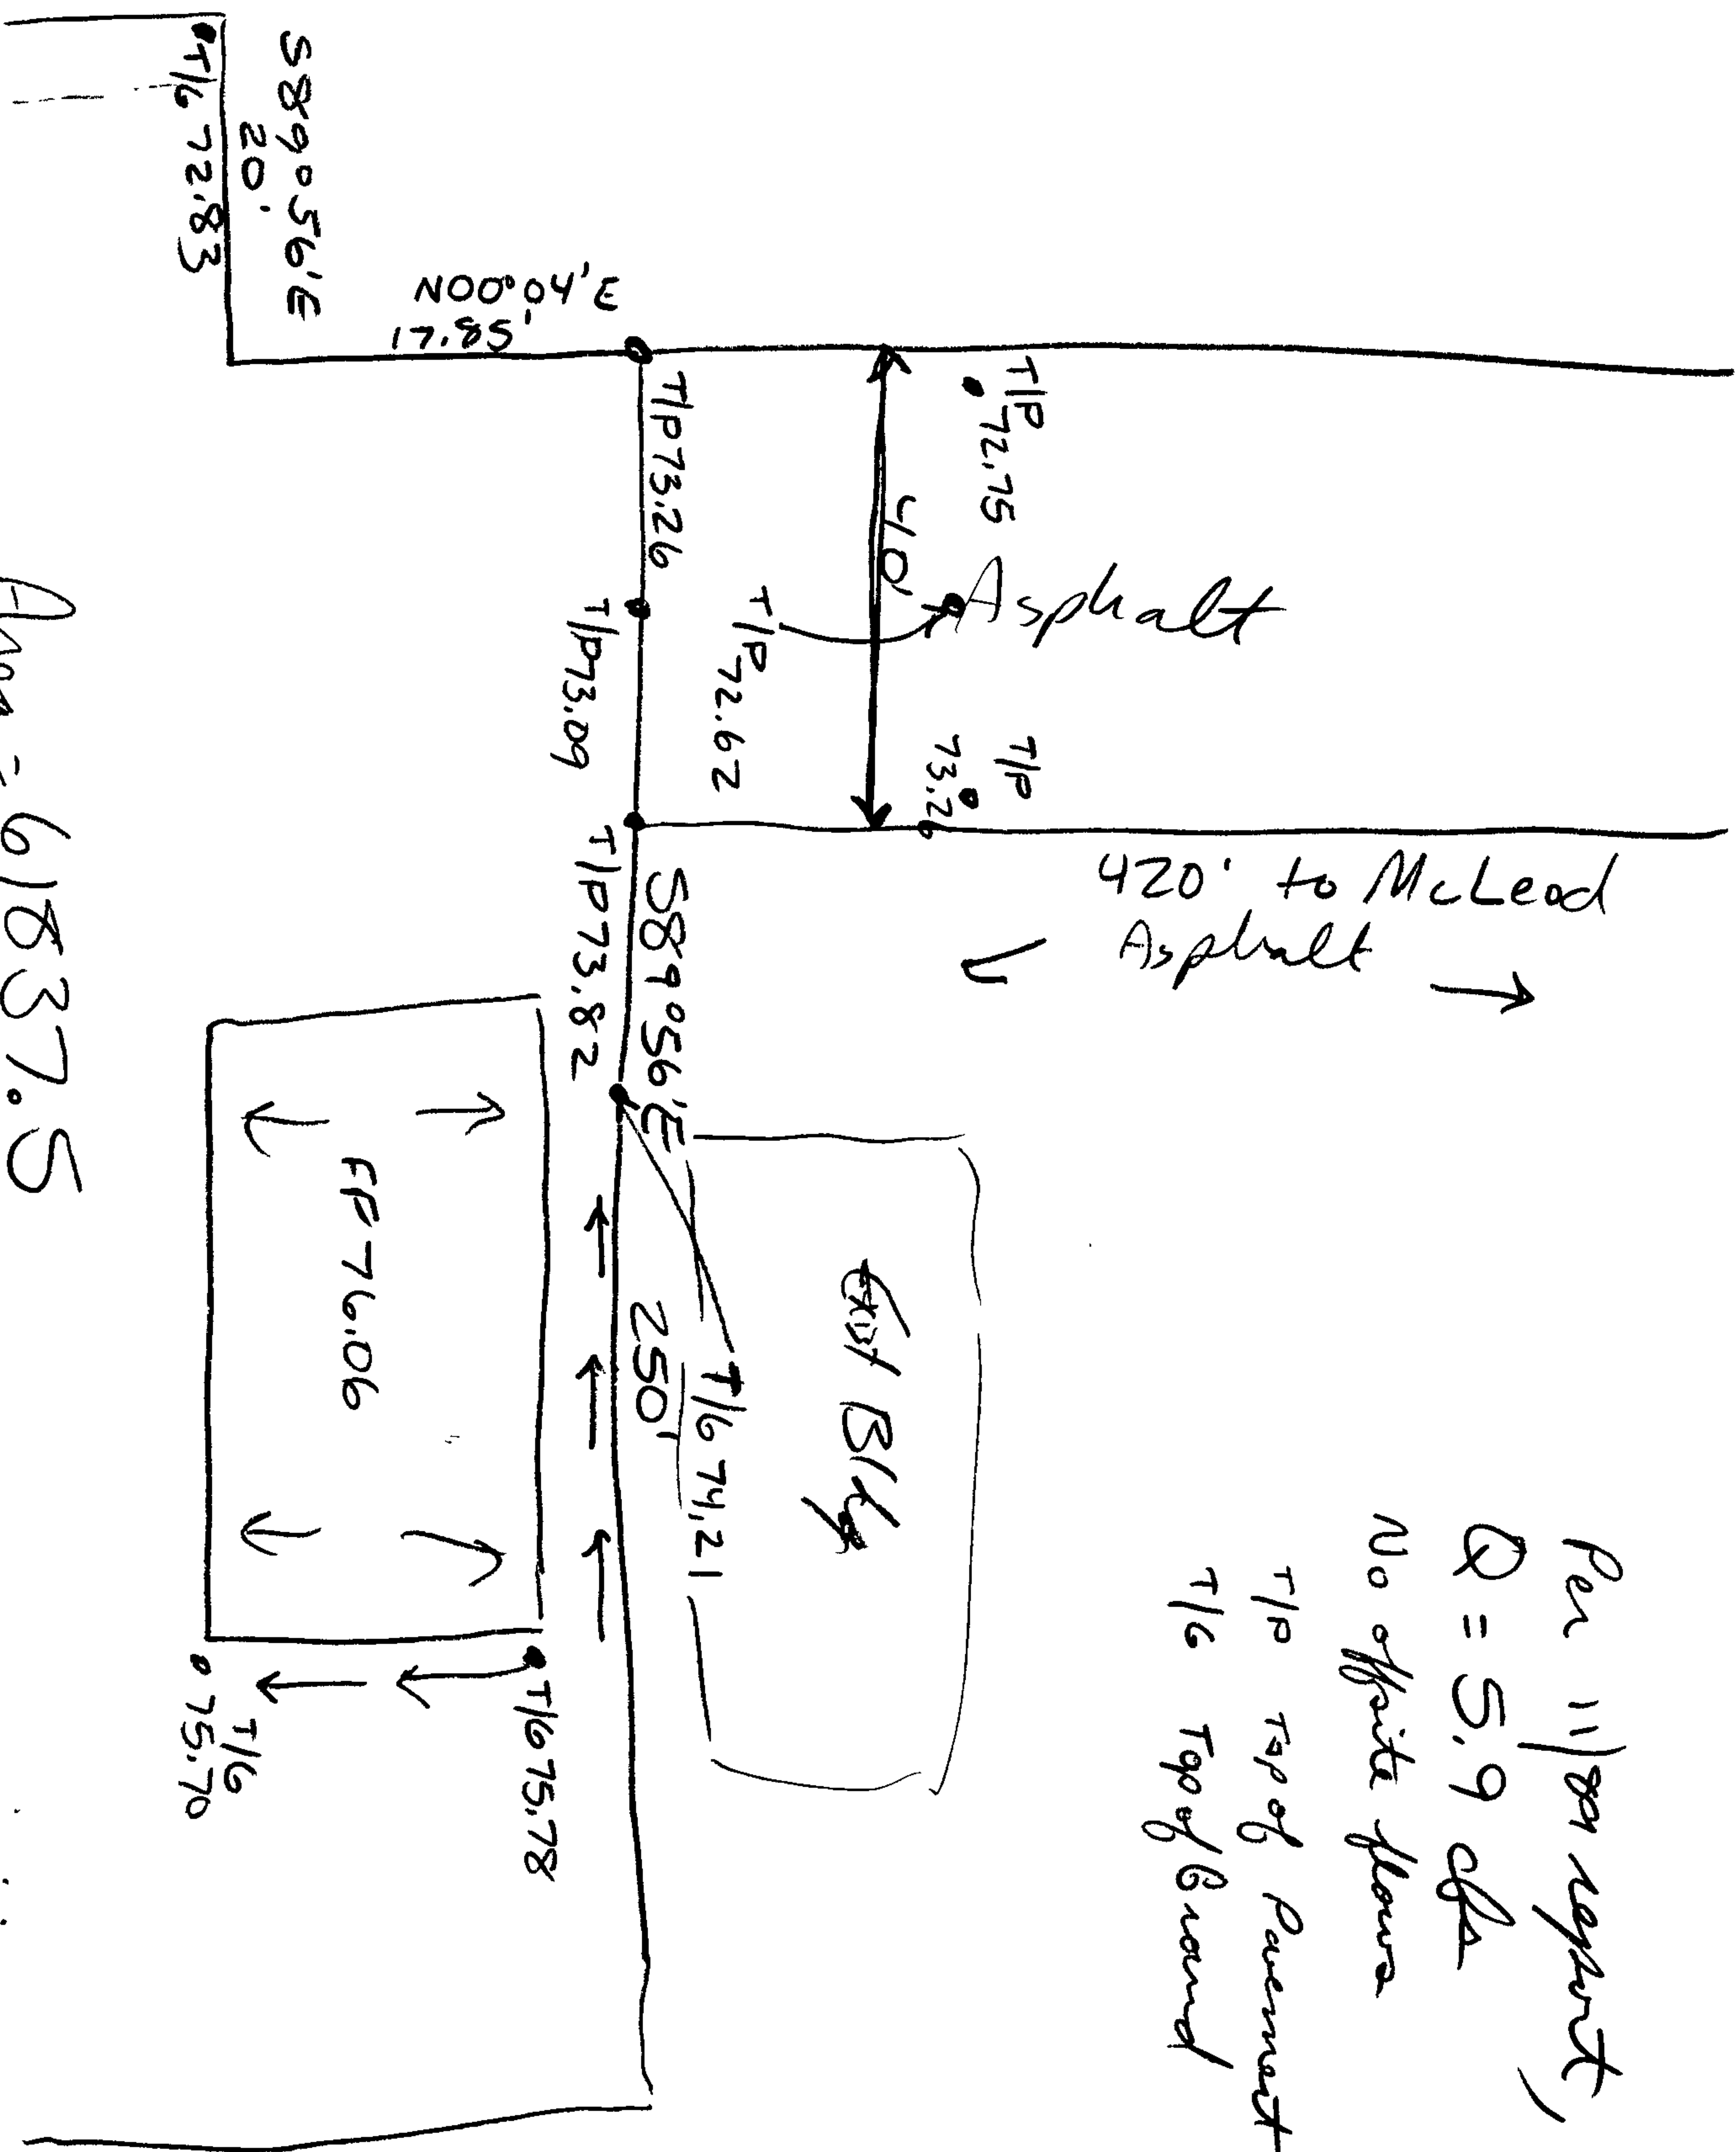 Per 11/89 report,
Q = 5.9 cfs
No offsite flows
T/P Top of Pavement
T/G Top of Ground
420' to McLeod
Asphalt
T/P
72.75
Asphalt
T/P
73.26
40'
T/P 72.62
Exist Bldg
T/G 74.21
T/P 73.26
T/P 73.09
T/P 73.82
S89°56'E
250'
N00°04'E
17.85'
S89°56'E
20'
T/G 72.83
FP 76.06
T/G 75.78
T/G
75.70
Area = 61837.5